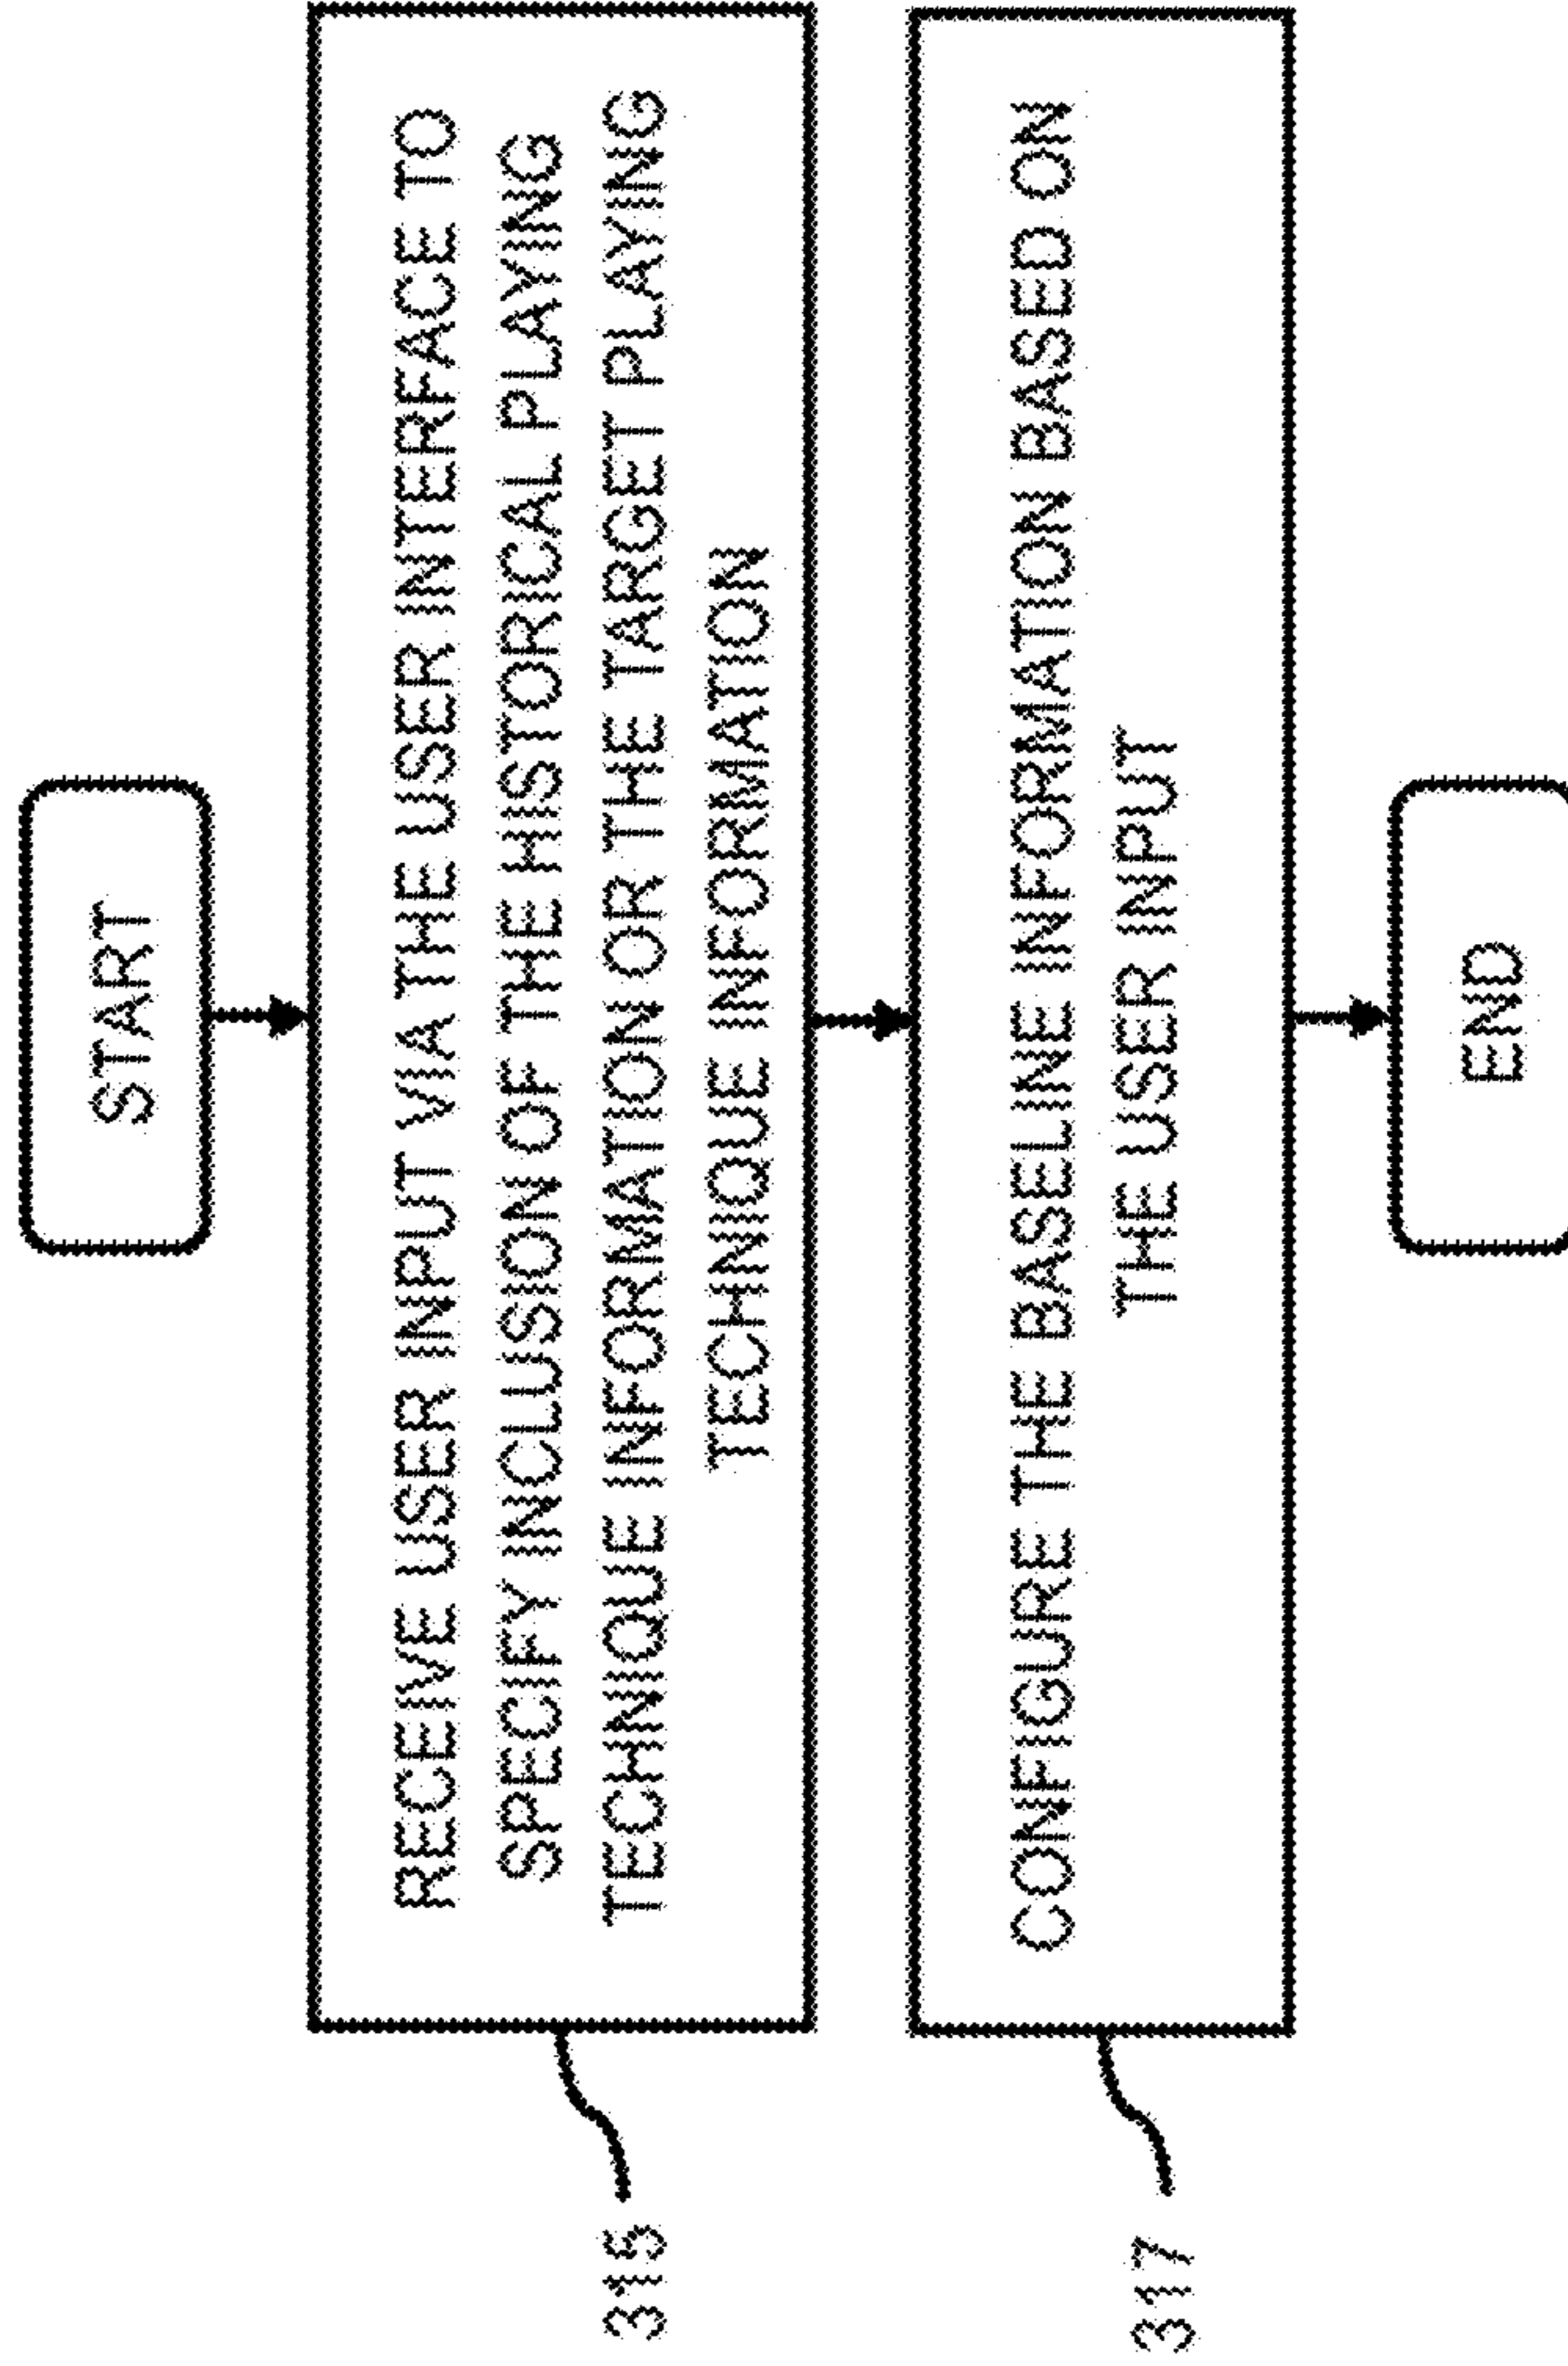 START
RECEIVE USER INPUT VIA THE USER INTERFACE TO
SPECIFY INCLUSION OF THE HISTORICAL PLAYING
TECHNIQUE INFORMATION OR THE TARGET PLAYING
TECHNIQUE INFORMATION
315
CONFIGURE THE BASELINE INFORMATION BASED ON
THE USER INPUT
317
END